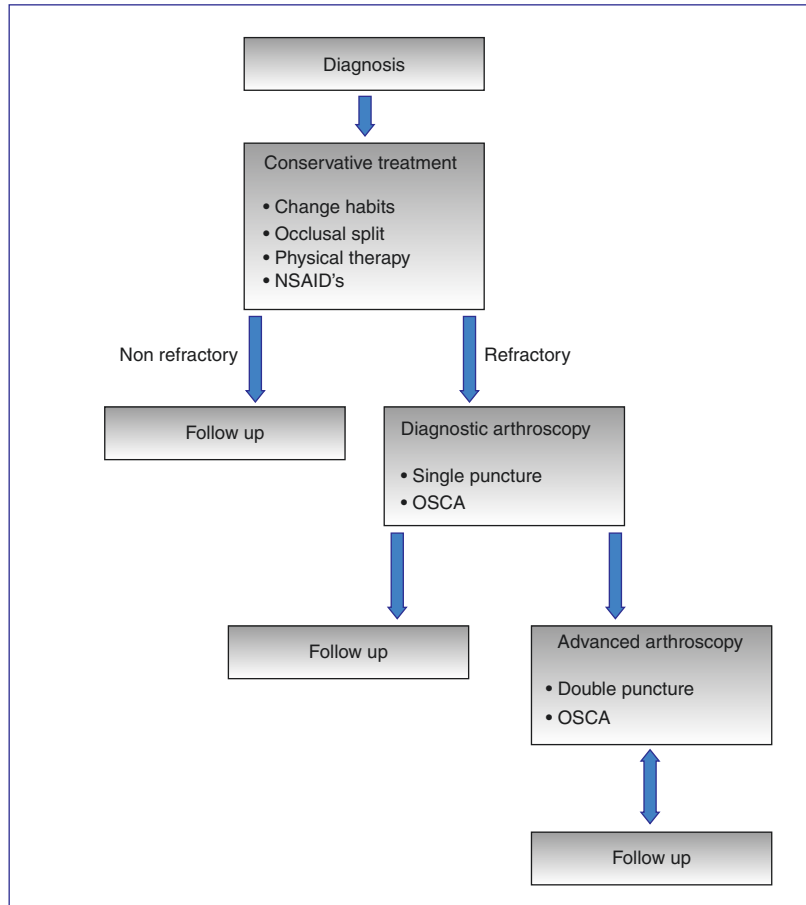 Diagnosis
Conservative treatment
• Change habits
• Occlusal split
• Physical therapy
• NSAID's
Non refractory
Refractory
Follow up
Diagnostic arthroscopy
• Single puncture
• OSCA
Follow up
Advanced arthroscopy
• Double puncture
• OSCA
Follow up